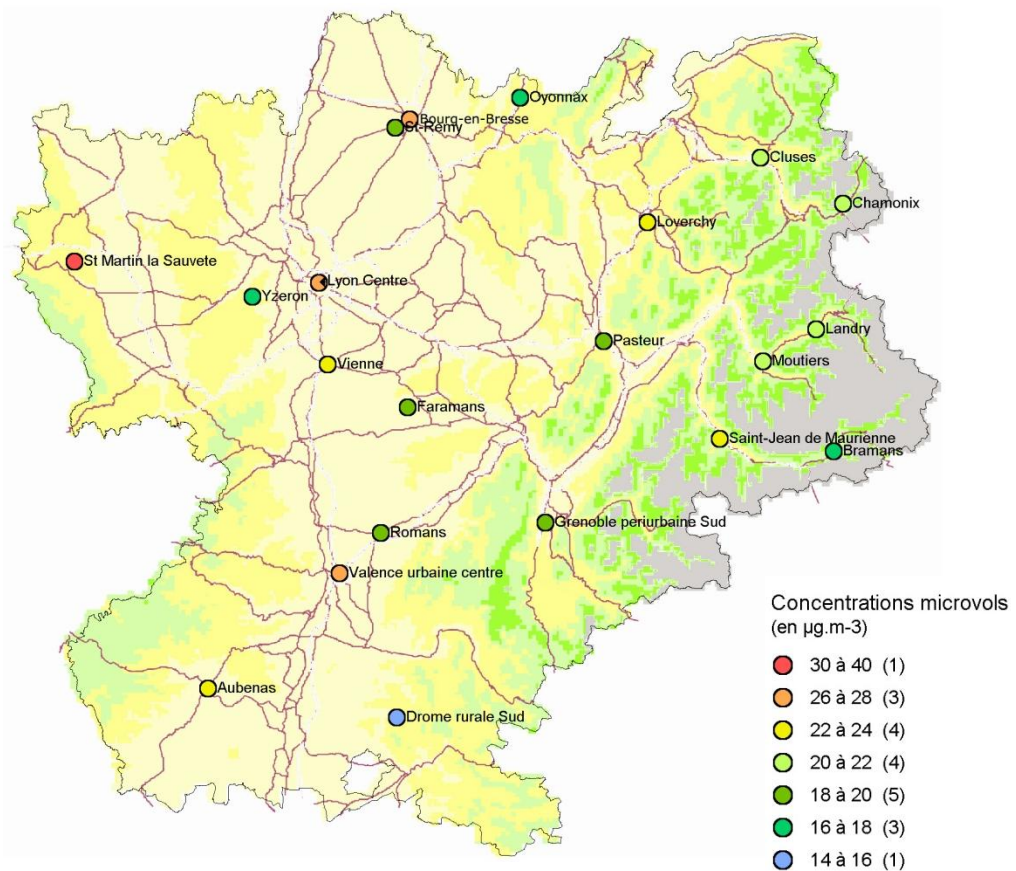 Oyonnax
Bourg-en-Bresse
St-Remy
Cluses
Chamonix
Loverchy
St Martin la Sauvete
Lyon Centre
Yzeron
Landry
Pasteur
Moutiers
Vienne
Faramans
Saint-Jean de Maurienne
Bramans
Grenoble periurbaine Sud
Romans
Valence urbaine centre
Aubenas
Drome rurale Sud
Concentrations microvols
(en µg.m-3)
30 à 40 (1)
26 à 28 (3)
22 à 24 (4)
20 à 22 (4)
18 à 20 (5)
16 à 18 (3)
14 à 16 (1)